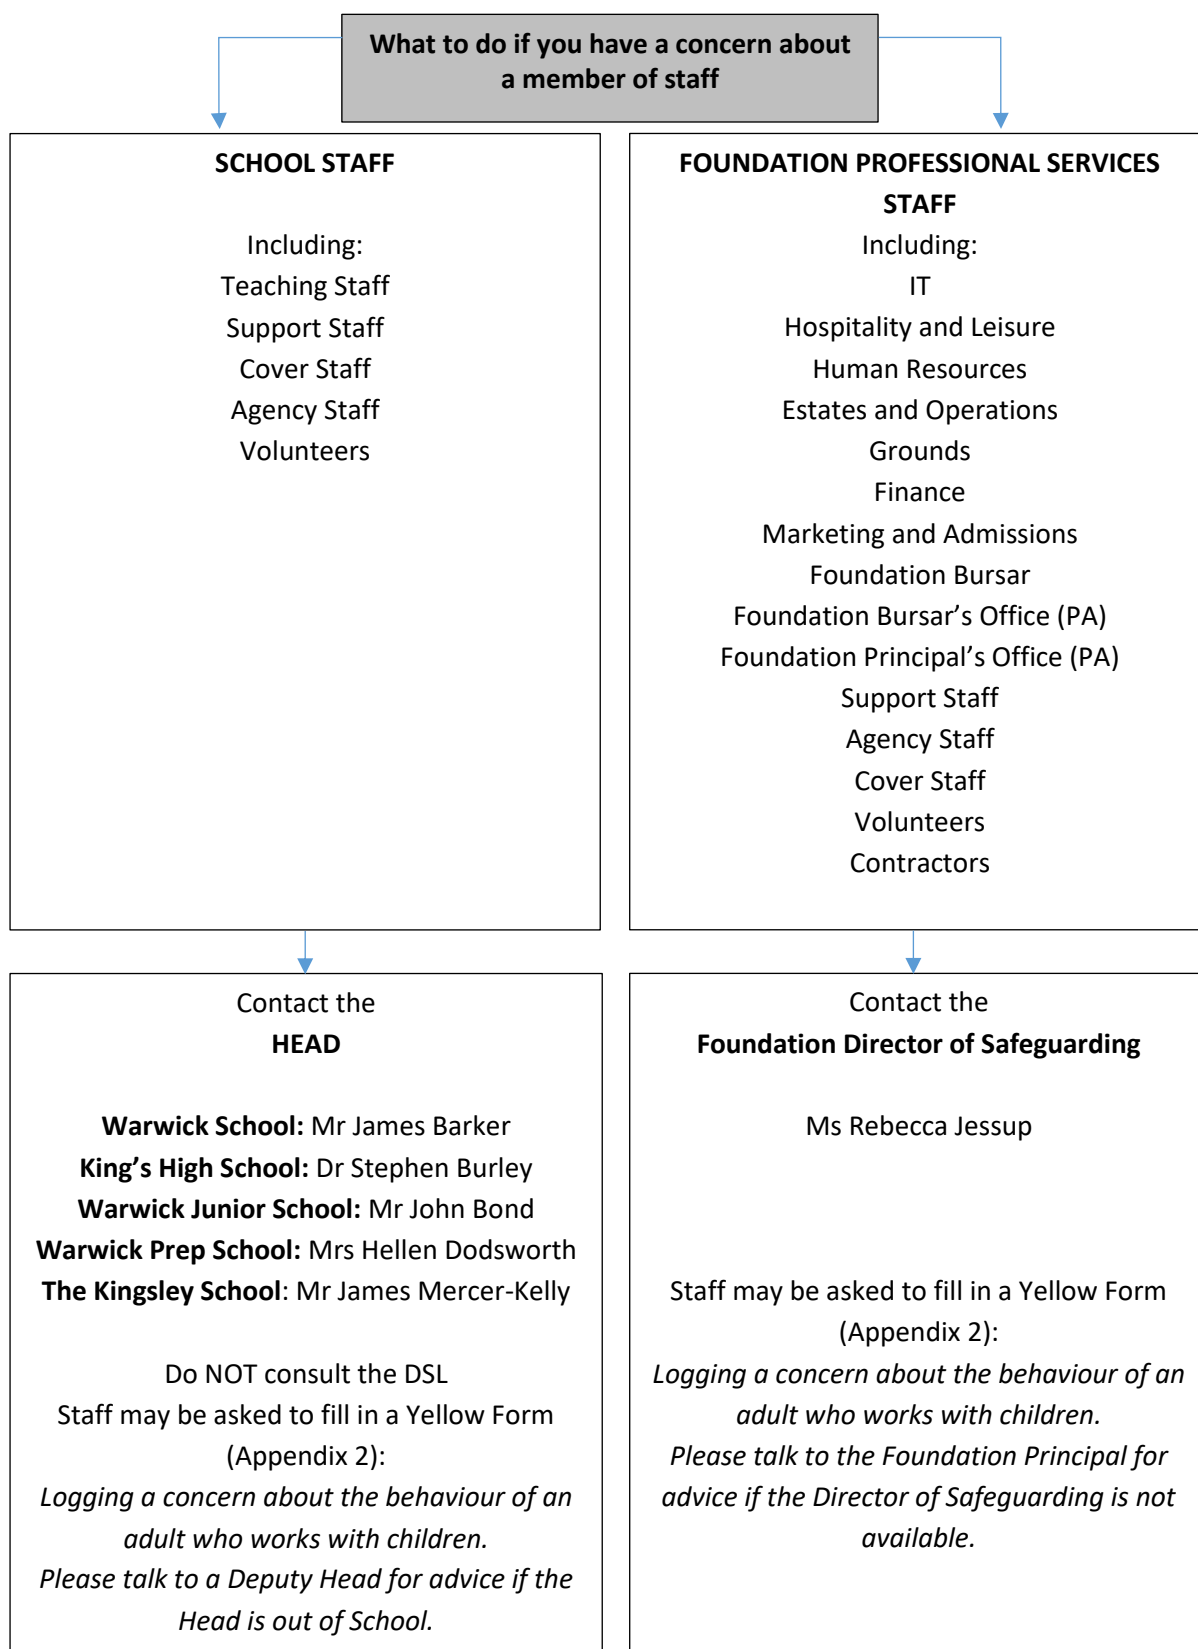 What to do if you have a concern about
a member of staff
SCHOOL STAFF
Including:
Teaching Staff
Support Staff
Cover Staff
Agency Staff
Volunteers
FOUNDATION PROFESSIONAL SERVICES
STAFF
Including:
IT
Hospitality and Leisure
Human Resources
Estates and Operations
Grounds
Finance
Marketing and Admissions
Foundation Bursar
Foundation Bursar’s Office (PA)
Foundation Principal’s Office (PA)
Support Staff
Agency Staff
Cover Staff
Volunteers
Contractors
Contact the
HEAD
Warwick School: Mr James Barker
King’s High School: Dr Stephen Burley
Warwick Junior School: Mr John Bond
Warwick Prep School: Mrs Hellen Dodsworth
The Kingsley School: Mr James Mercer-Kelly
Do NOT consult the DSL
Staff may be asked to fill in a Yellow Form
(Appendix 2):
Logging a concern about the behaviour of an
adult who works with children.
Please talk to a Deputy Head for advice if the
Head is out of School.
Contact the
Foundation Director of Safeguarding
Ms Rebecca Jessup
Staff may be asked to fill in a Yellow Form
(Appendix 2):
Logging a concern about the behaviour of an
adult who works with children.
Please talk to the Foundation Principal for
advice if the Director of Safeguarding is not
available.